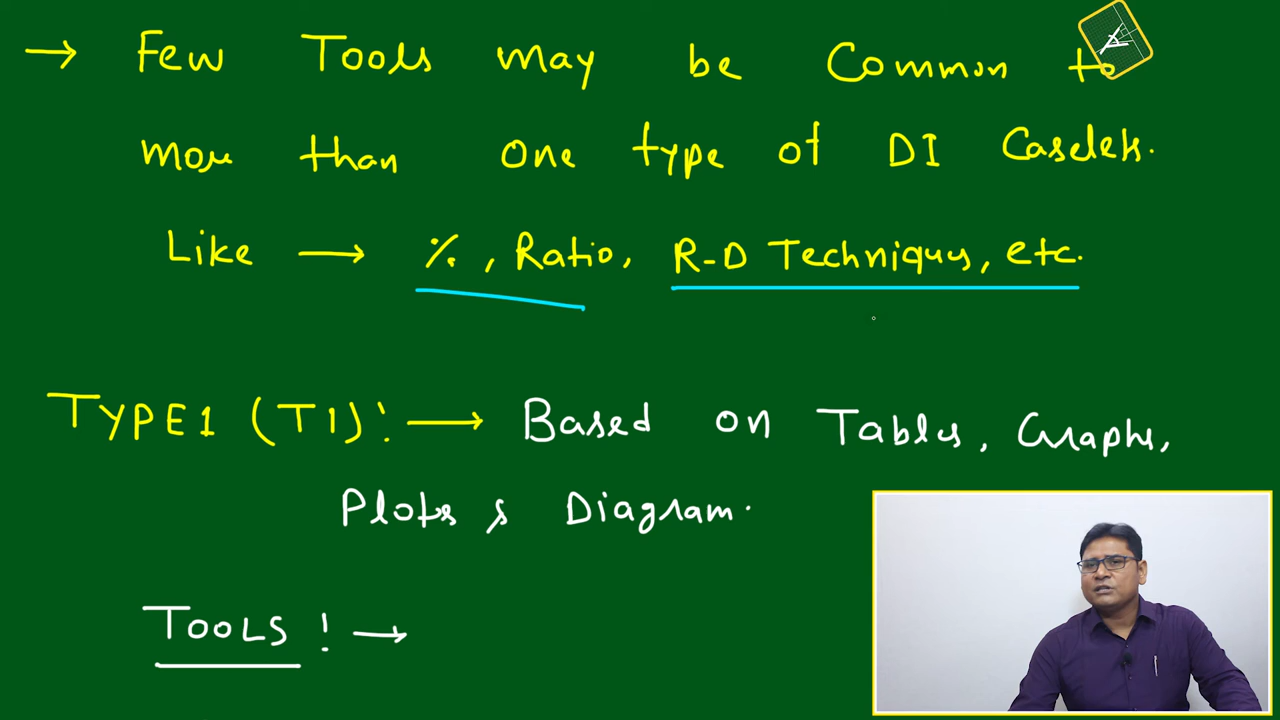 → Few Tools may be Common to
more than one type of DI Caselets.
Like → %, Ratio, R-D Techniques, etc.
TYPE1 (T1): → Based on Tables, Graphs,
Plots & Diagram.
TOOLS : →